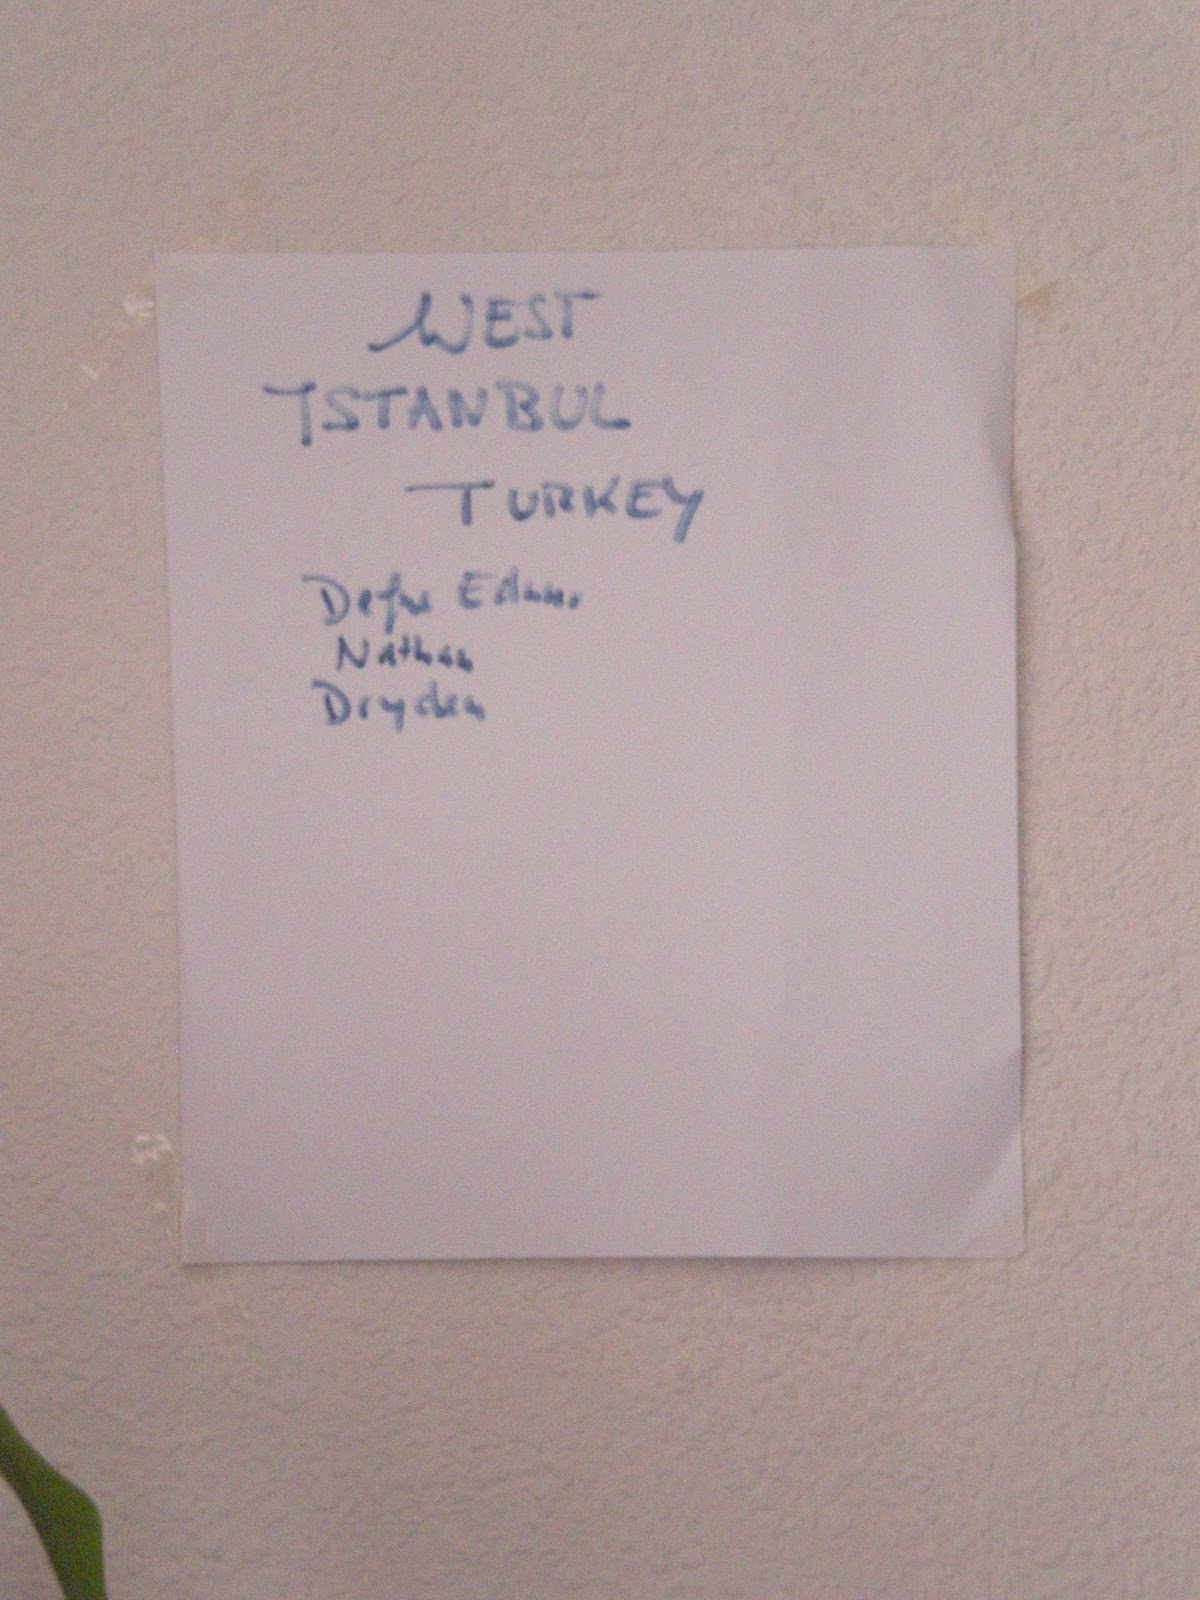 WEST
ISTANBUL
TURKEY
Nathan
Dryden